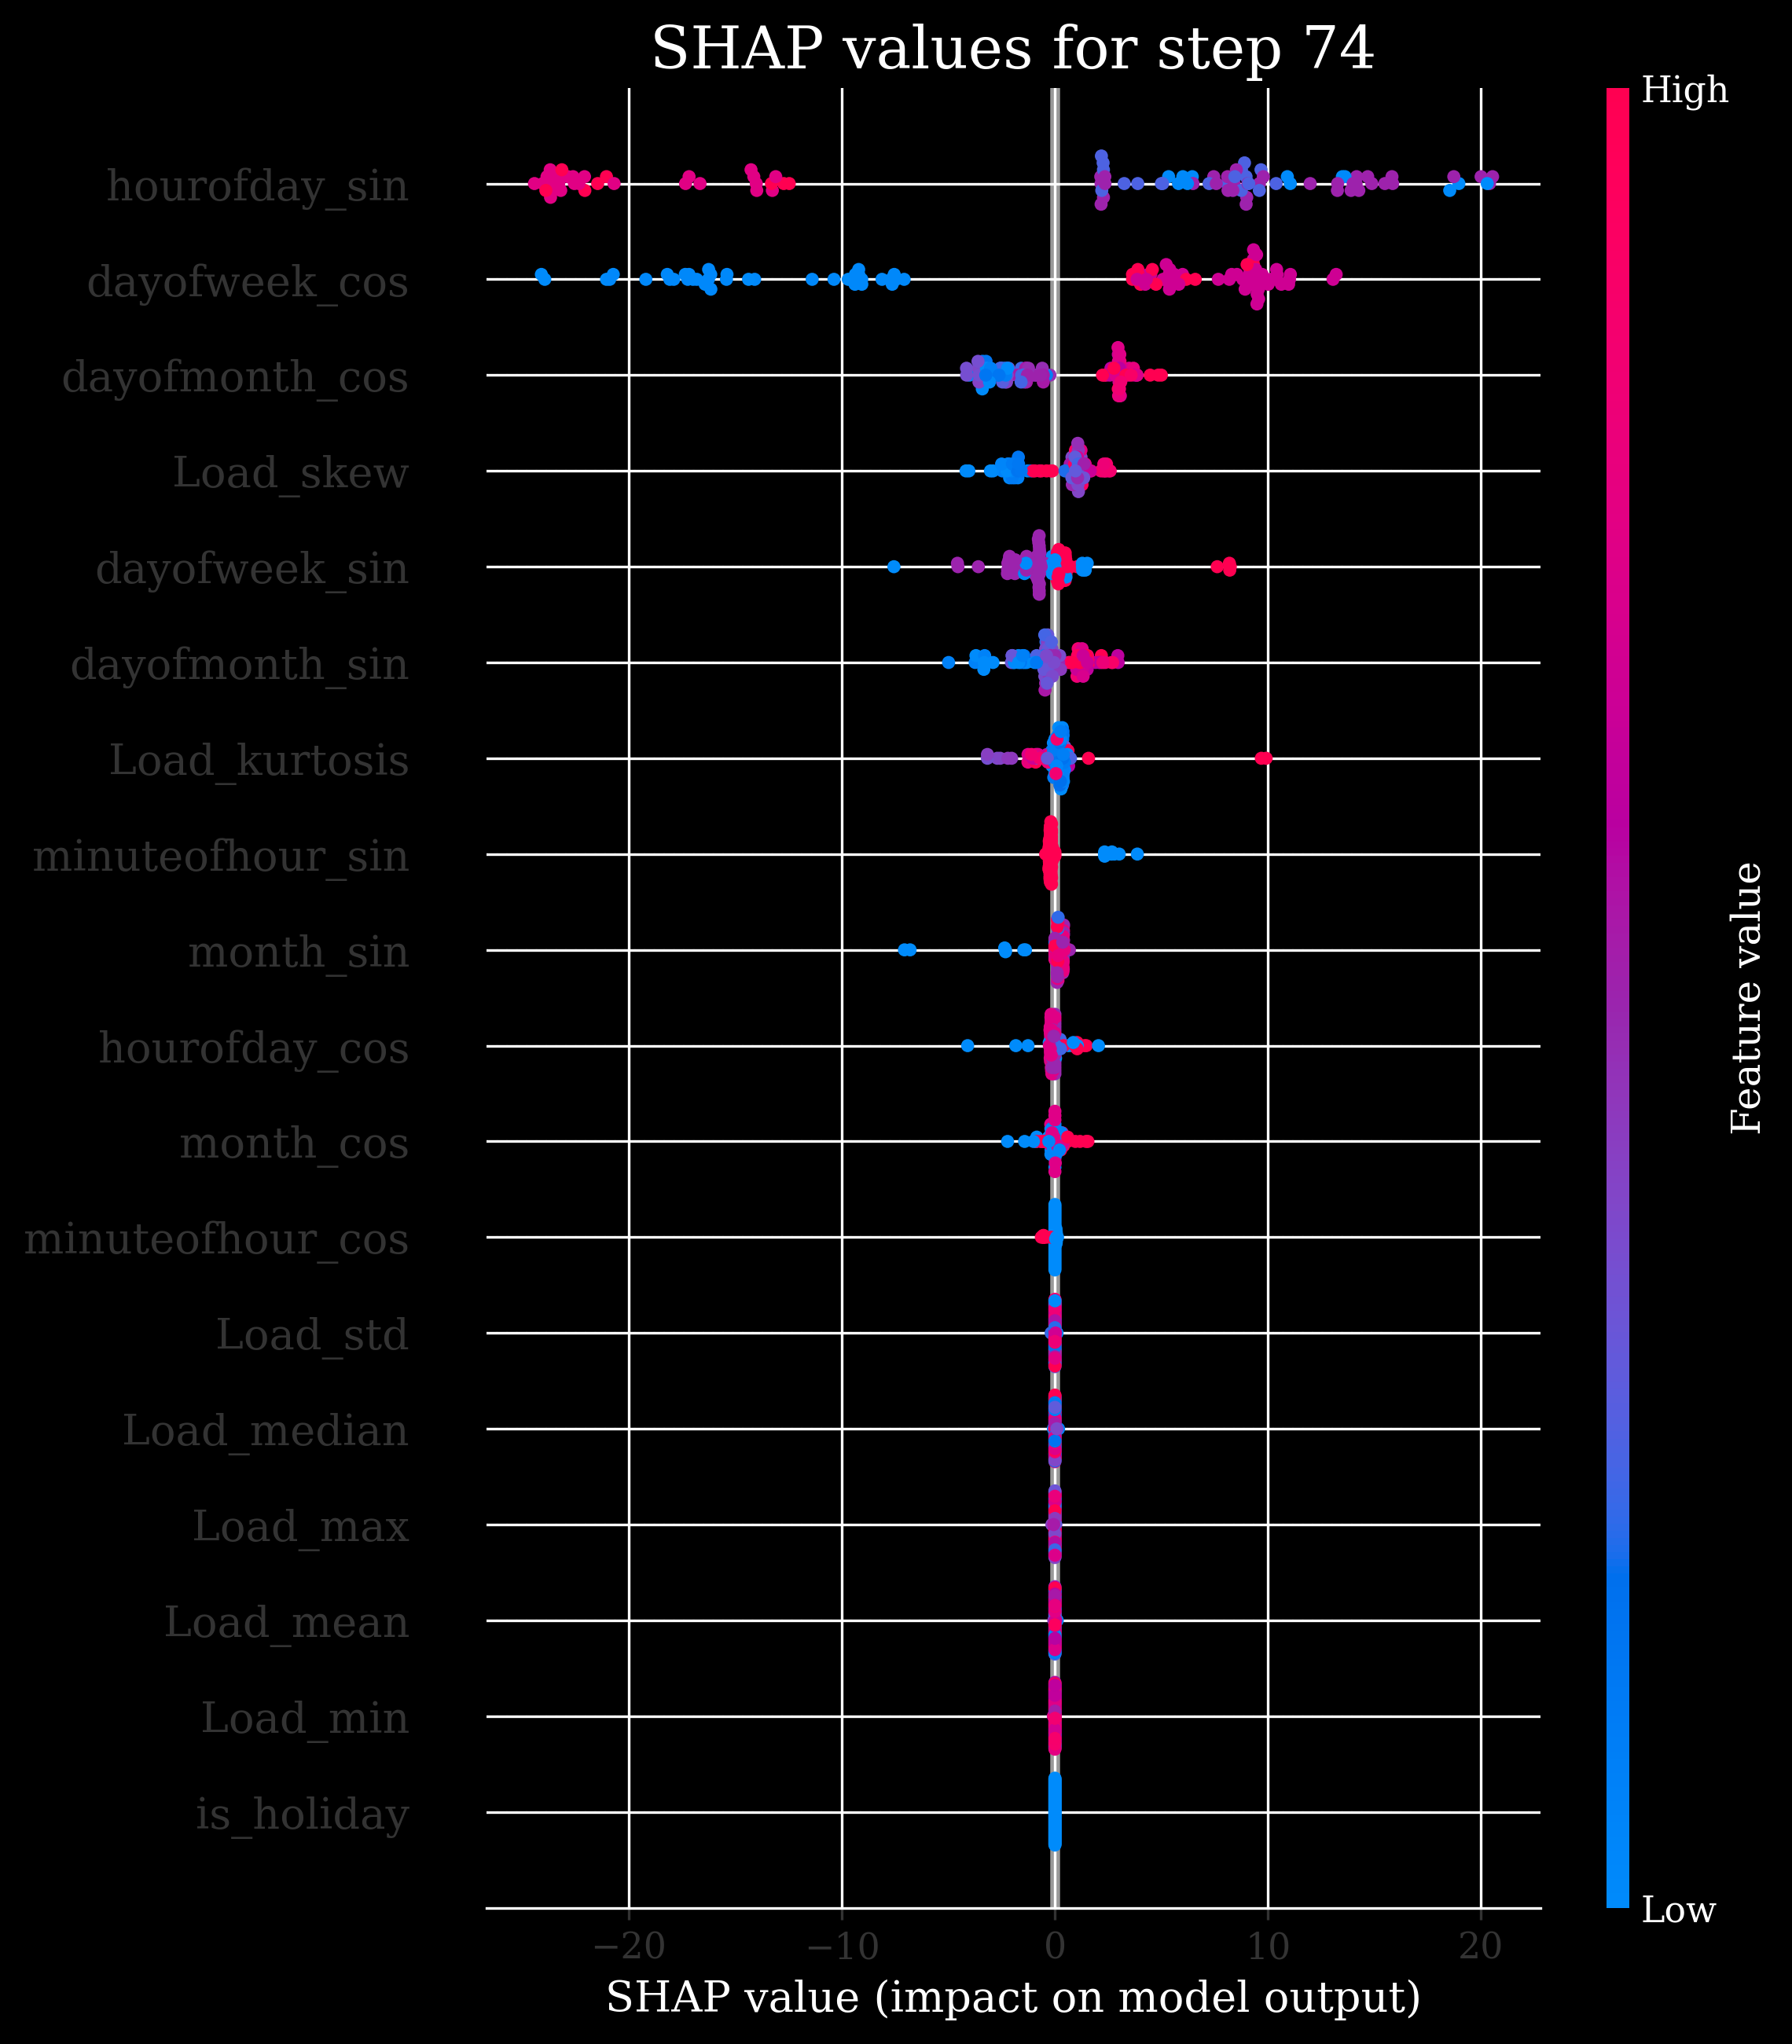 SHAP values for step 74
High
hourofday_sin
dayofweek_cos
dayofmonth_cos
Load_skew
dayofweek_sin
dayofmonth_sin
Load_kurtosis
minuteofhour_sin
month_sin
hourofday_cos
month_cos
minuteofhour_cos
Load_std
Load_median
Load_max
Load_mean
Load_min
is_holiday
Feature value
Low
−20 −10 0 10 20
SHAP value (impact on model output)